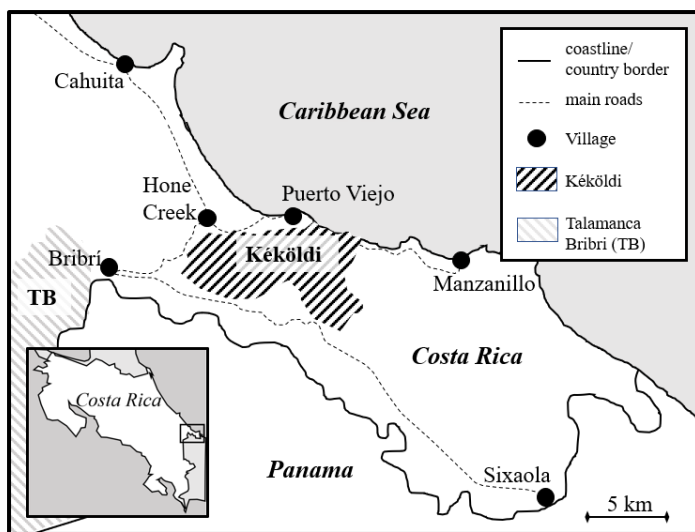 Cahuita
Caribbean Sea
Hone
Creek
Puerto Viejo
Bribrí
Kéköldi
Manzanillo
TB
Costa Rica
Costa Rica
Panama
Sixaola
5 km
coastline/
country border
main roads
Village
Kéköldi
Talamanca
Bribri (TB)